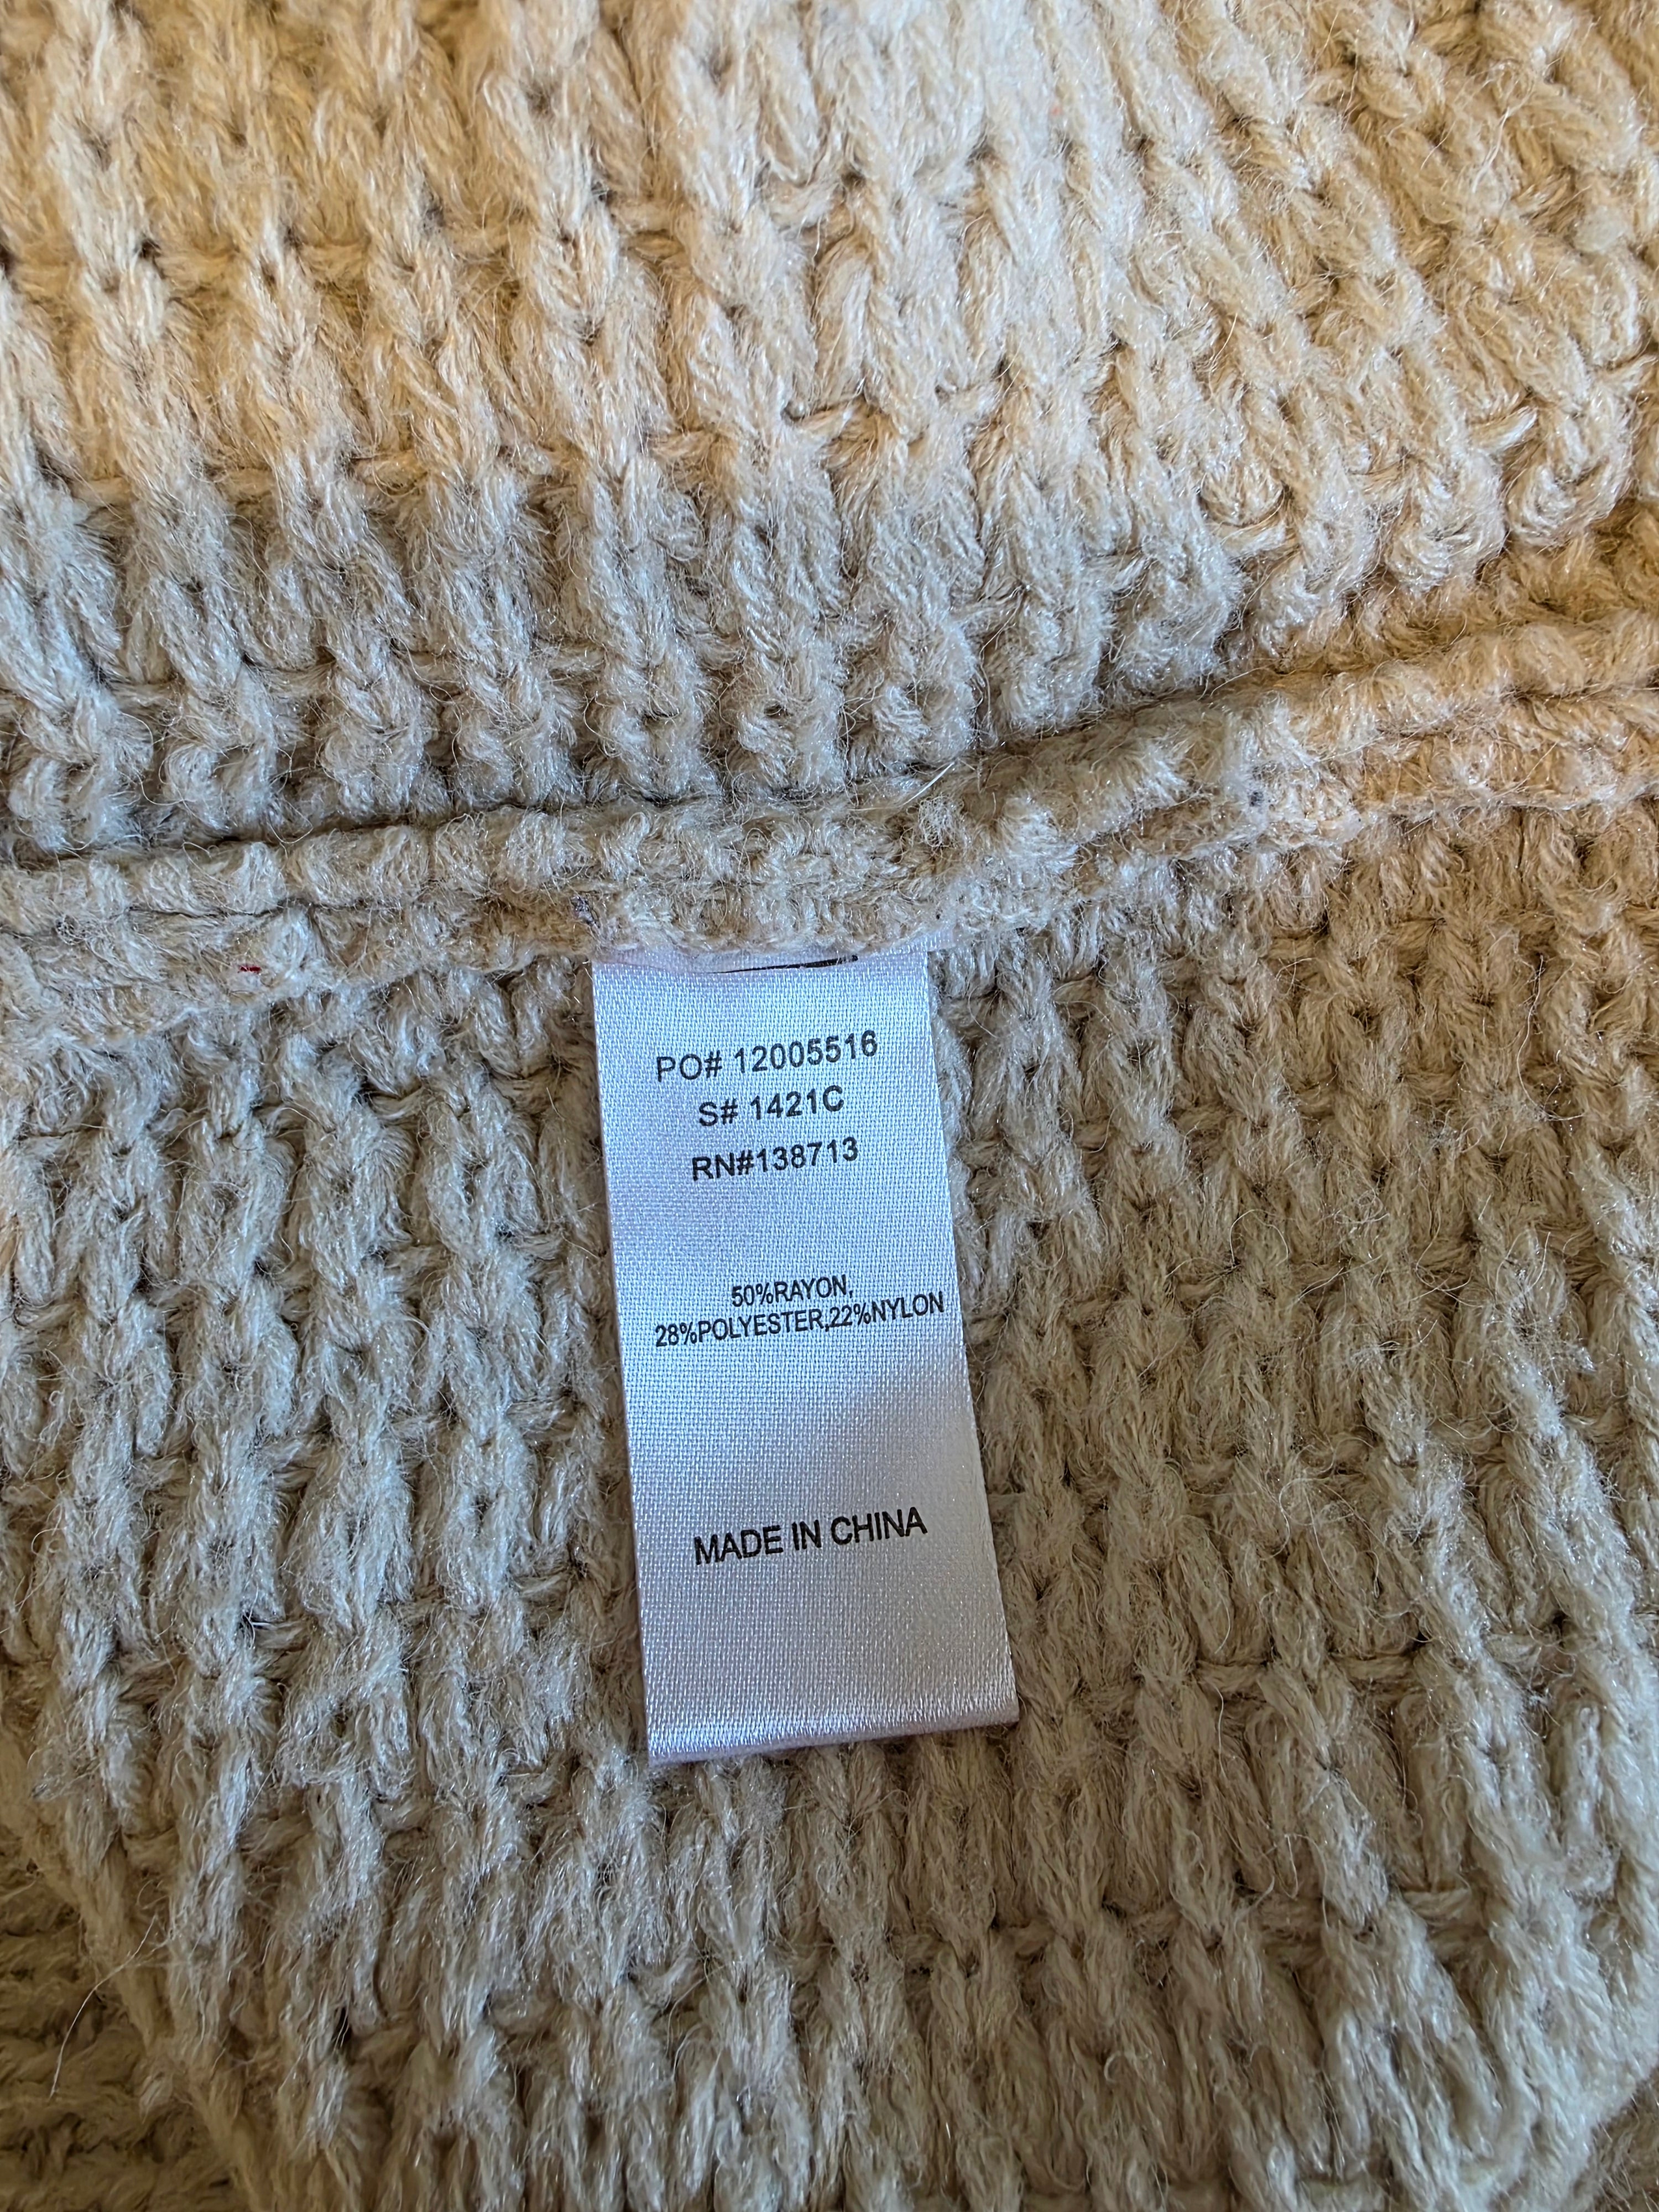 PO# 12005516
S# 1421C
RN#138713
50%RAYON,
28%POLYESTER,22%NYLON
MADE IN CHINA